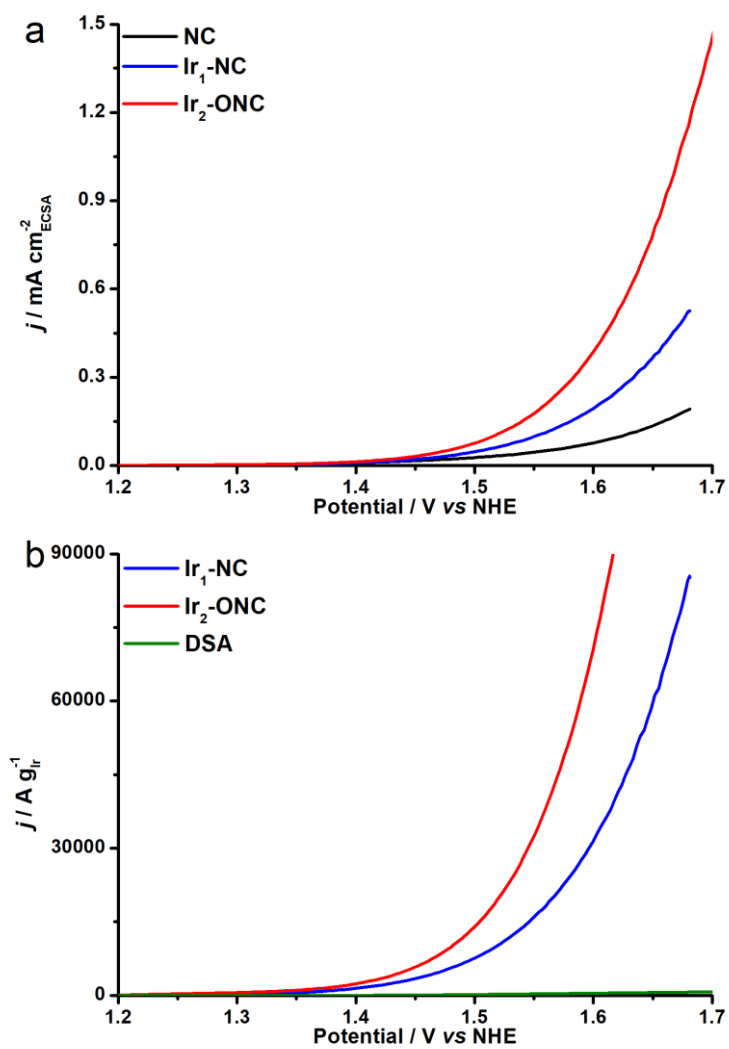 a
NC
Ir₁-NC
Ir₂-ONC
j / mA cm⁻²ECSA
1.5
1.2
0.9
0.6
0.3
0.0
1.2 1.3 1.4 1.5 1.6 1.7
Potential / V vs NHE
b
Ir₁-NC
Ir₂-ONC
DSA
j / A g⁻¹Ir
90000
60000
30000
0
1.2 1.3 1.4 1.5 1.6 1.7
Potential / V vs NHE